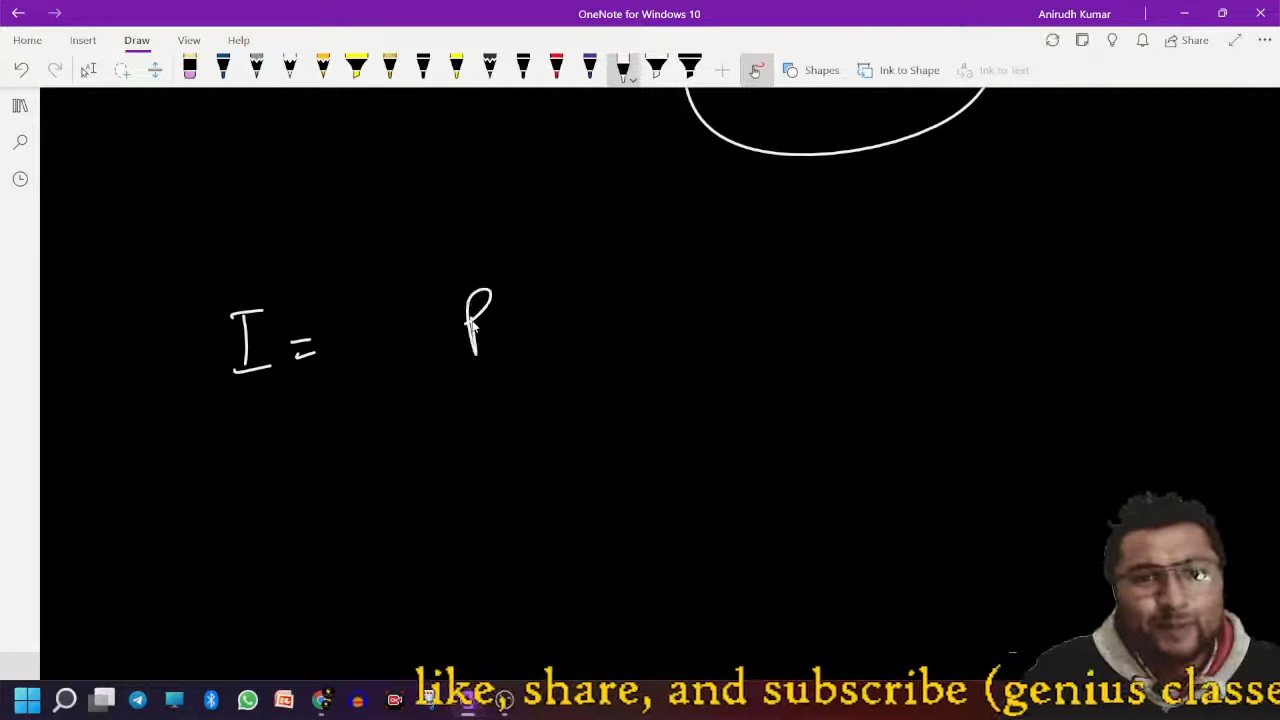 OneNote for Windows 10
Anirudh Kumar
Home Insert Draw View Help
Share
Shapes Ink to Shape Ink to Text
I = P
like share, and subscribe (genius classe